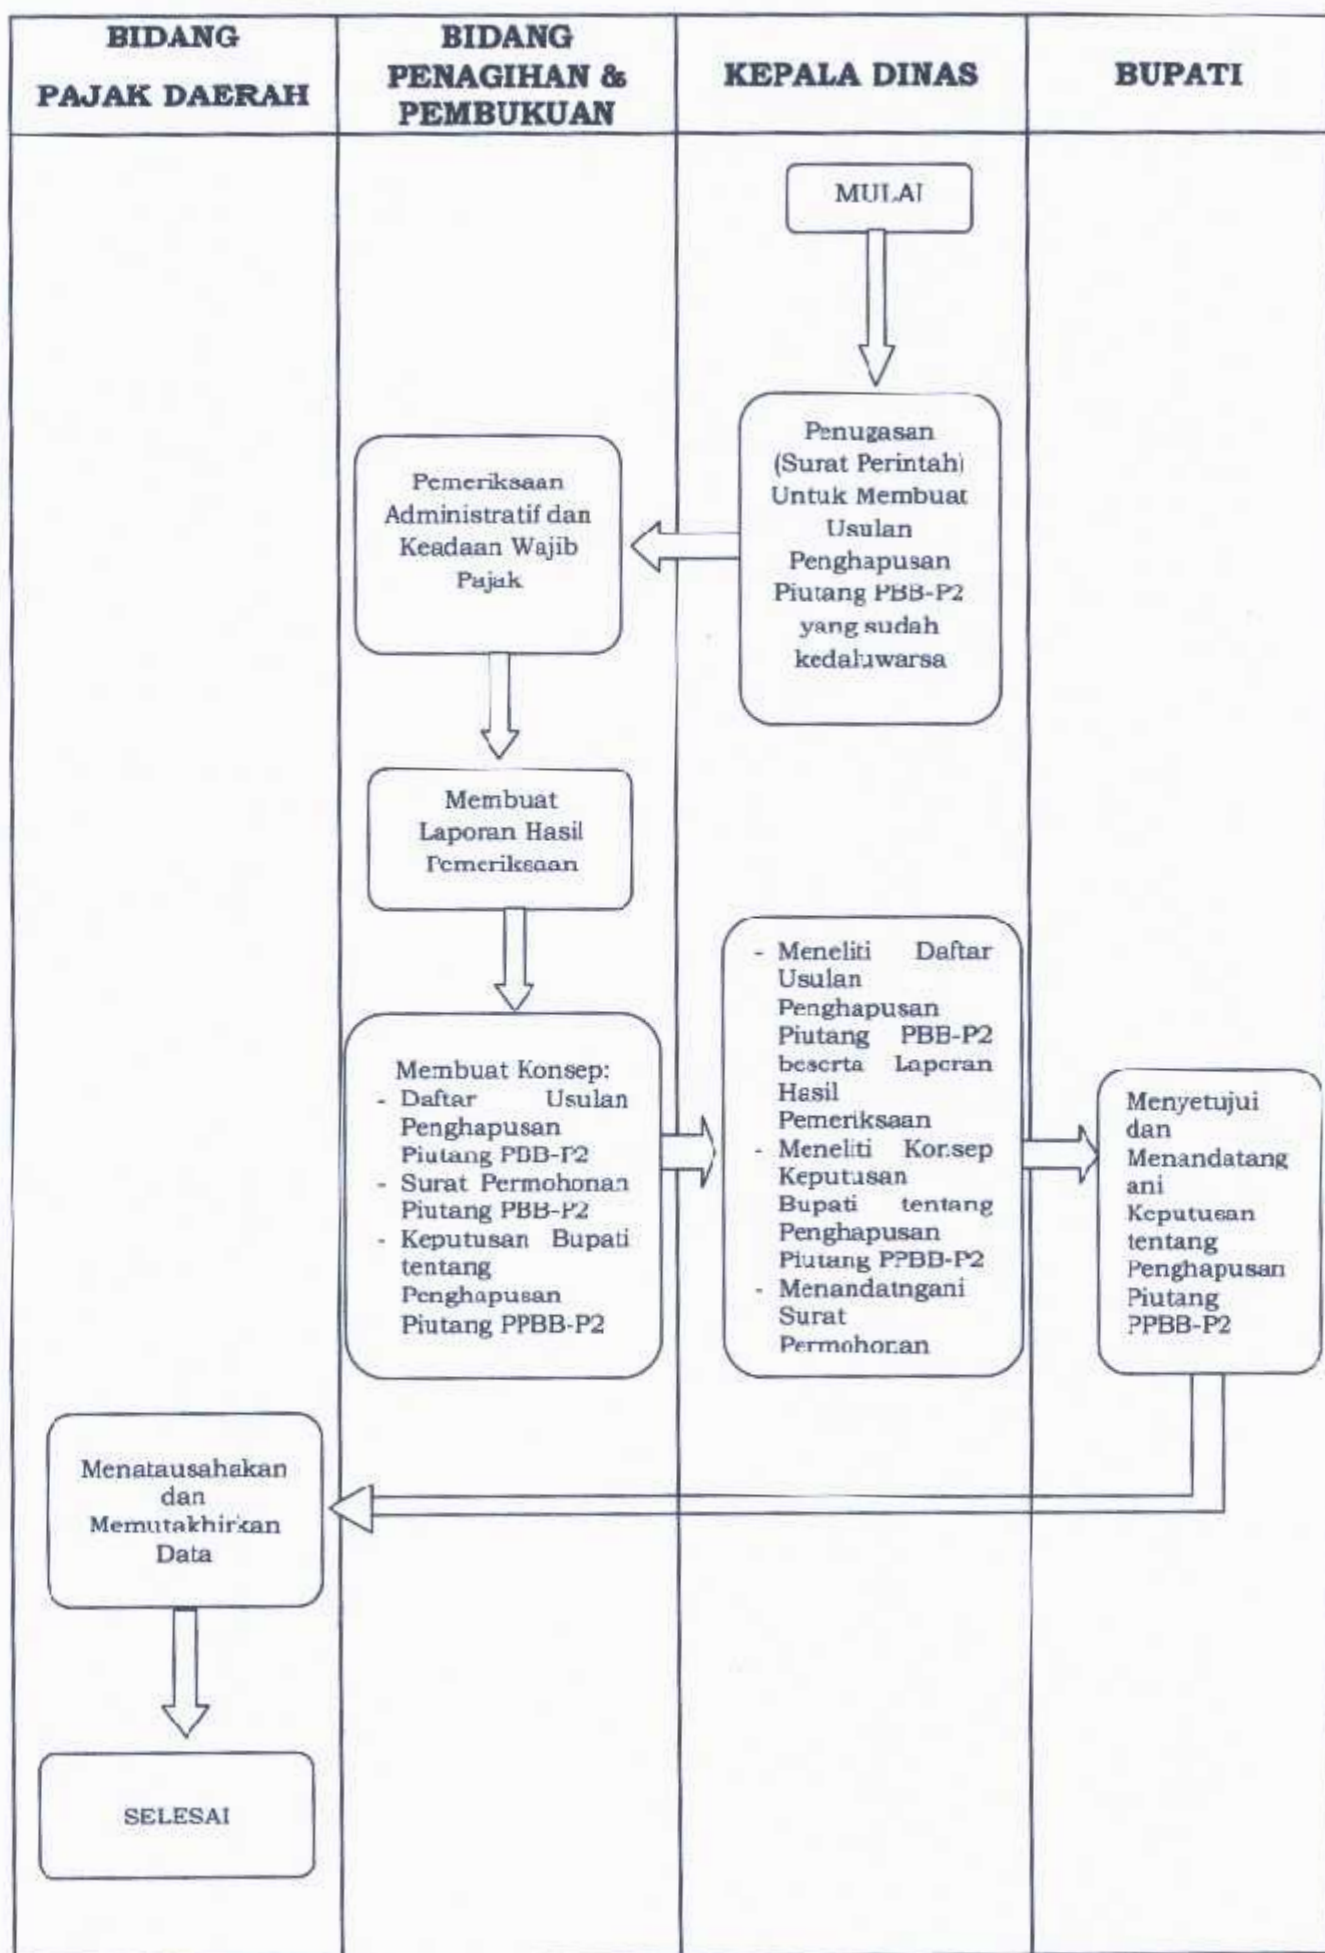 BIDANG
PAJAK DAERAH
BIDANG
PENAGIHAN &
PEMBUKUAN
KEPALA DINAS
BUPATI
MULAI
Penugasan
(Surat Perintah)
Untuk Membuat
Usulan
Penghapusan
Piutang PBB-P2
yang sudah
kedaluwarsa
Pemeriksaan
Administratif dan
Keadaan Wajib
Pajak
Membuat
Laporan Hasil
Pemeriksaan
Membuat Konsep:
- Daftar Usulan
Penghapusan
Piutang PBB-P2
- Surat Permohonan
Piutang PBB-P2
- Keputusan Bupati
tentang
Penghapusan
Piutang PPBB-P2
- Meneliti Daftar
Usulan
Penghapusan
Piutang PBB-P2
beserta Laporan
Hasil
Pemeriksaan
- Meneliti Konsep
Keputusan
Bupati tentang
Penghapusan
Piutang PPBB-P2
- Menandatngani
Surat
Permohonan
Menyetujui
dan
Menandatang
ani
Keputusan
tentang
Penghapusan
Piutang
PPBB-P2
Menatausahakan
dan
Memutakhirkan
Data
SELESAI